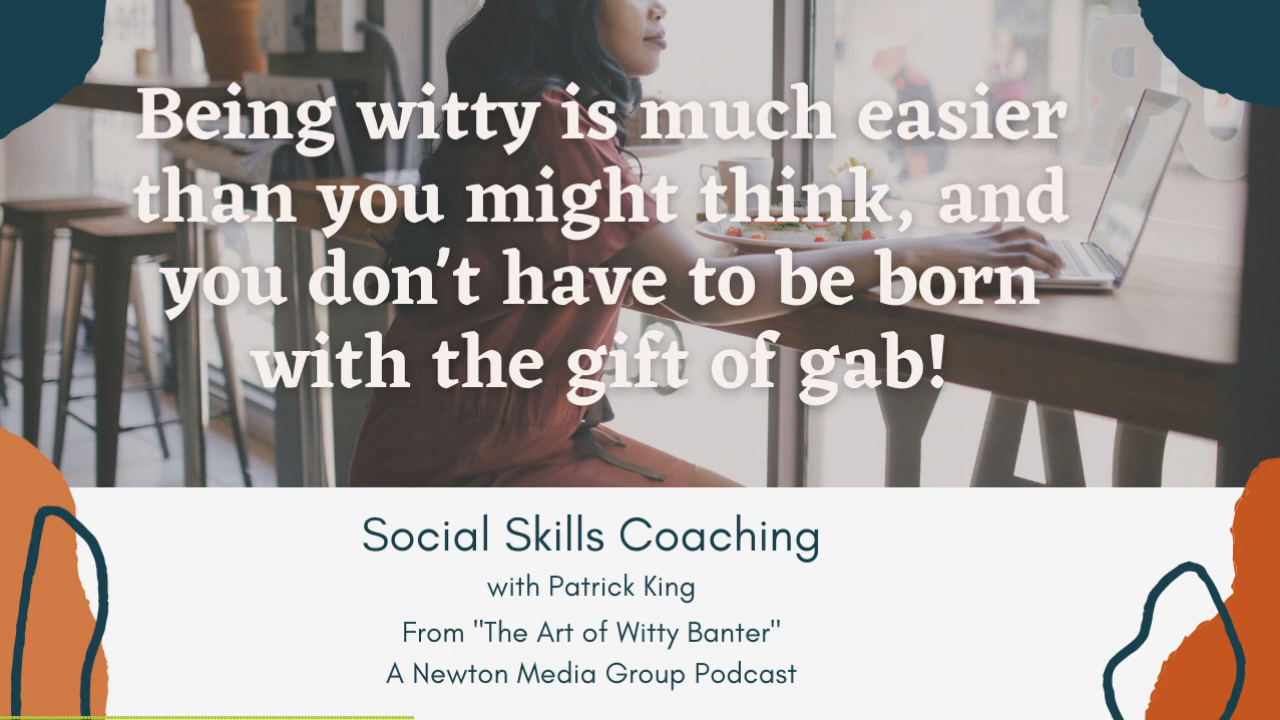 Being witty is much easier
than you might think, and
you don't have to be born
with the gift of gab!
Social Skills Coaching
with Patrick King
From "The Art of Witty Banter"
A Newton Media Group Podcast